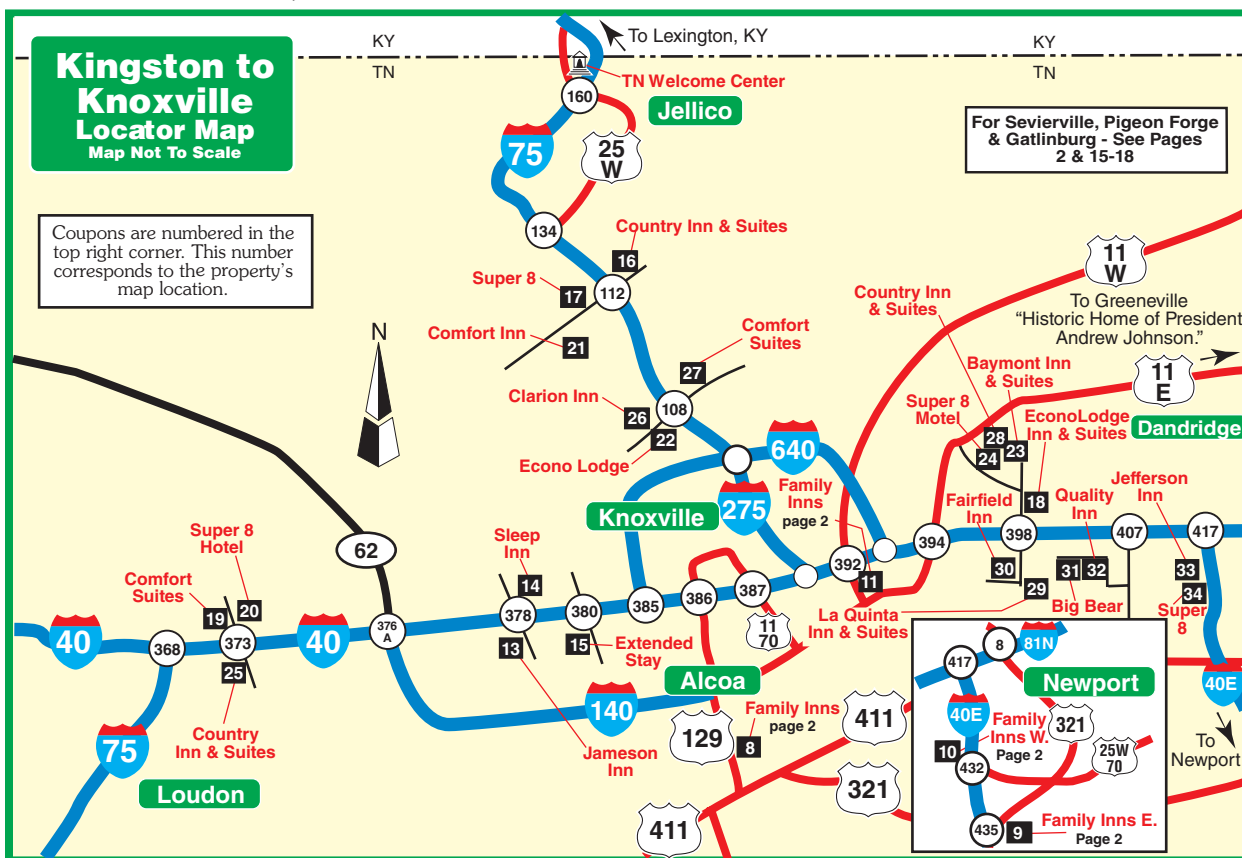 Kingston to
Knoxville
Locator Map
Map Not To Scale
KY
TN
To Lexington, KY
KY
TN
TN Welcome Center
160
Jellico
75
25
W
For Sevierville, Pigeon Forge
& Gatlinburg - See Pages
2 & 15-18
Coupons are numbered in the
top right corner. This number
corresponds to the property's
map location.
134
Country Inn & Suites
16
Super 8
17
112
Comfort Inn
21
N
11
W
Country Inn
& Suites
To Greeneville
“Historic Home of President
Andrew Johnson.”
Comfort
Suites
27
Clarion Inn
26
108
22
Econo Lodge
Baymont Inn
& Suites
11
E
Super 8
Motel
28
24
23
EconoLodge
Inn & Suites
Dandridge
18
640
275
Knoxville
Family
Inns
page 2
11
Fairfield
Inn
30
Quality
Inn
Jefferson
Inn
392
394
398
407
417
31
32
33
34
Big Bear
Super
8
29
La Quinta
Inn & Suites
62
Super 8
Hotel
Comfort
Suites
19
20
40
368
373
40
376
A
25
Country
Inn & Suites
Sleep
Inn
14
378
13
Jameson
Inn
380
15
Extended
Stay
385
386
387
11
70
75
Loudon
140
Alcoa
129
Family Inns
page 2
8
411
321
411
40E
To
Newport
417
8
81N
Newport
40E
Family
Inns W.
Page 2
10
321
25W
70
432
435
9
Family Inns E.
Page 2